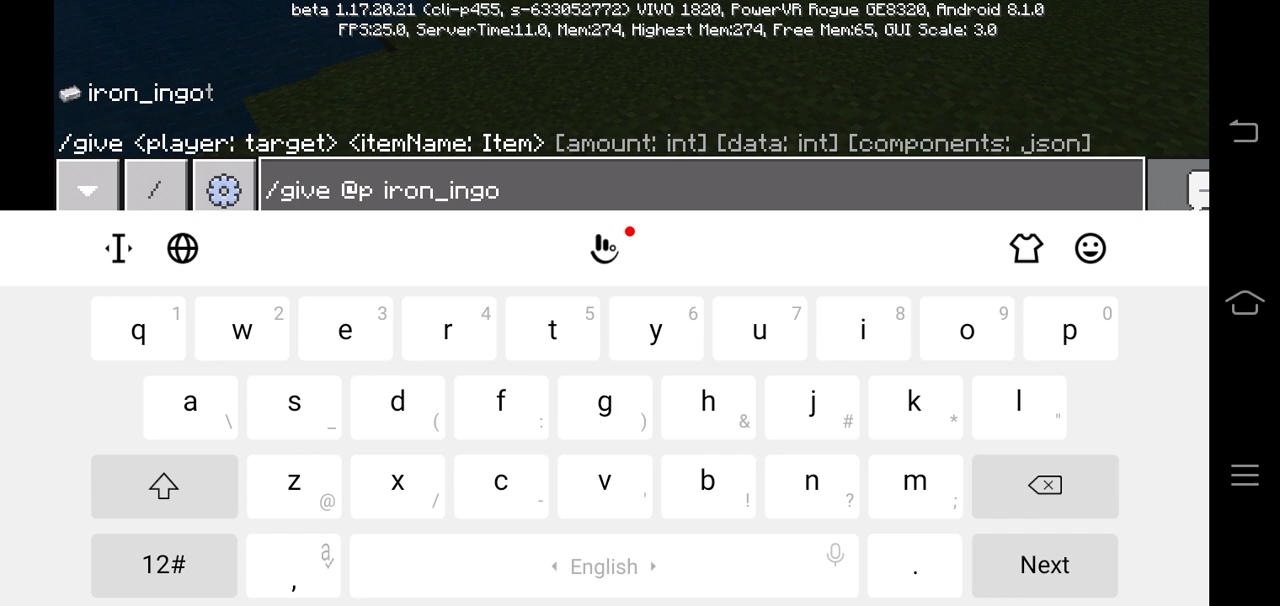 beta 1.17.20.21 (cli-p455, s-633052772) VIVO 1820, PowerVR Rogue GE8320, Android 8.1.0
FPS:25.0, ServerTime:11.0, Mem:274, Highest Mem:274, Free Mem:65, GUI Scale: 3.0
iron_ingot
/give <player: target> <itemName: Item> [amount: int] [data: int] [components: .json]
/ /give @p iron_ingo
q 1 w 2 e 3 r 4 t 5 y 6 u 7 i 8 o 9 p 0
a \ s _ d ( f : g ) h & j # k * l "
z @ x / c - v ' b ! n ? m ;
12# , a English . Next